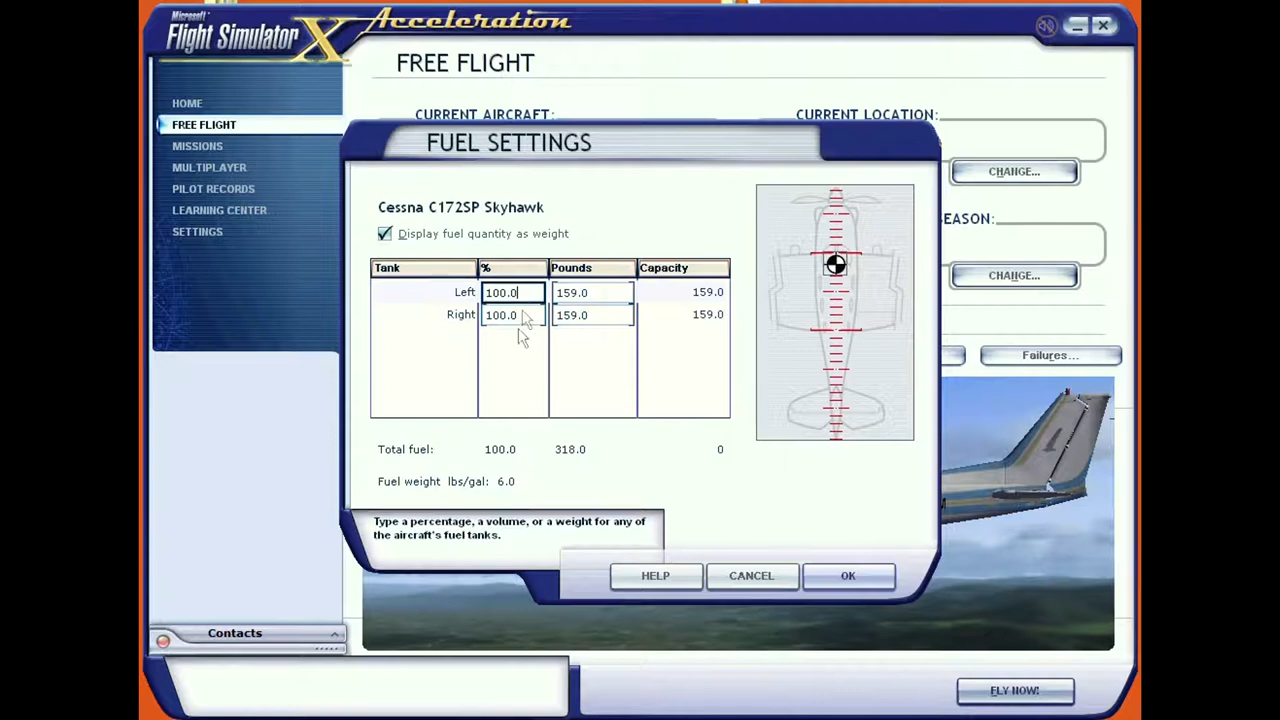 Microsoft
Flight Simulator X
Acceleration
FREE FLIGHT
HOME
FREE FLIGHT
MISSIONS
MULTIPLAYER
PILOT RECORDS
LEARNING CENTER
SETTINGS
CURRENT AIRCRAFT:
CURRENT LOCATION:
CHANGE...
FUEL SETTINGS
Cessna C172SP Skyhawk
Display fuel quantity as weight
Tank % Pounds Capacity
Left 100.0 159.0 159.0
Right 100.0 159.0 159.0
EASON:
CHANGE...
Failures...
Total fuel: 100.0 318.0 0
Fuel weight lbs/gal: 6.0
Type a percentage, a volume, or a weight for any of
the aircraft's fuel tanks.
HELP CANCEL OK
Contacts
FLY NOW!